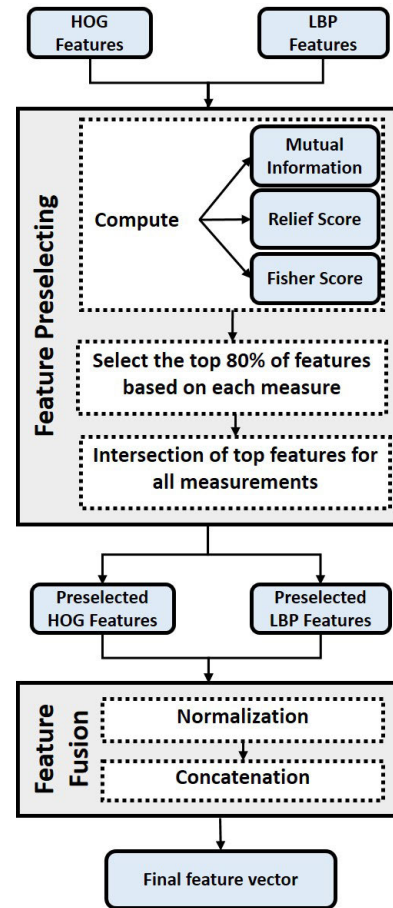 HOG
Features
LBP
Features
Feature Preselecting
Compute
Mutual
Information
Relief Score
Fisher Score
Select the top 80% of features
based on each measure
Intersection of top features for
all measurements
Preselected
HOG Features
Preselected
LBP Features
Feature
Fusion
Normalization
Concatenation
Final feature vector